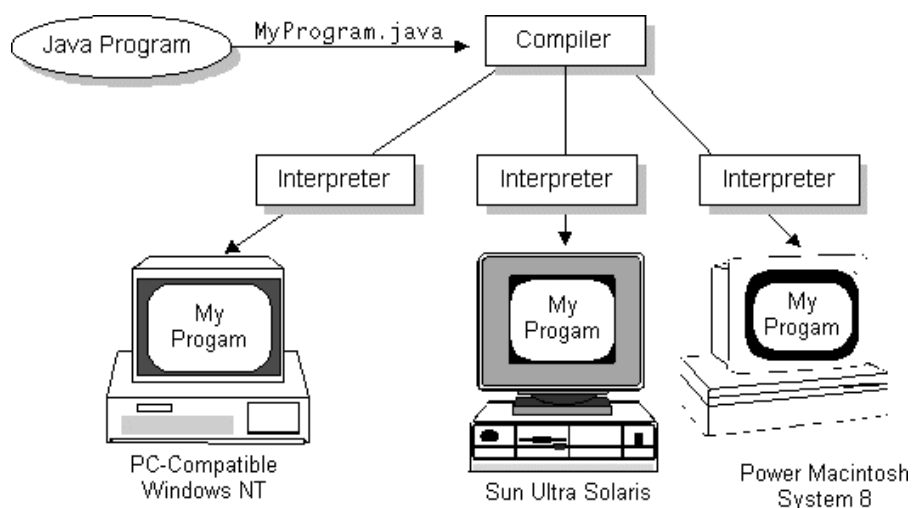 Java Program
MyProgram.java
Compiler
Interpreter
Interpreter
Interpreter
My
Progam
My
Progam
My
Progam
PC-Compatible
Windows NT
Sun Ultra Solaris
Power Macintosh
System 8